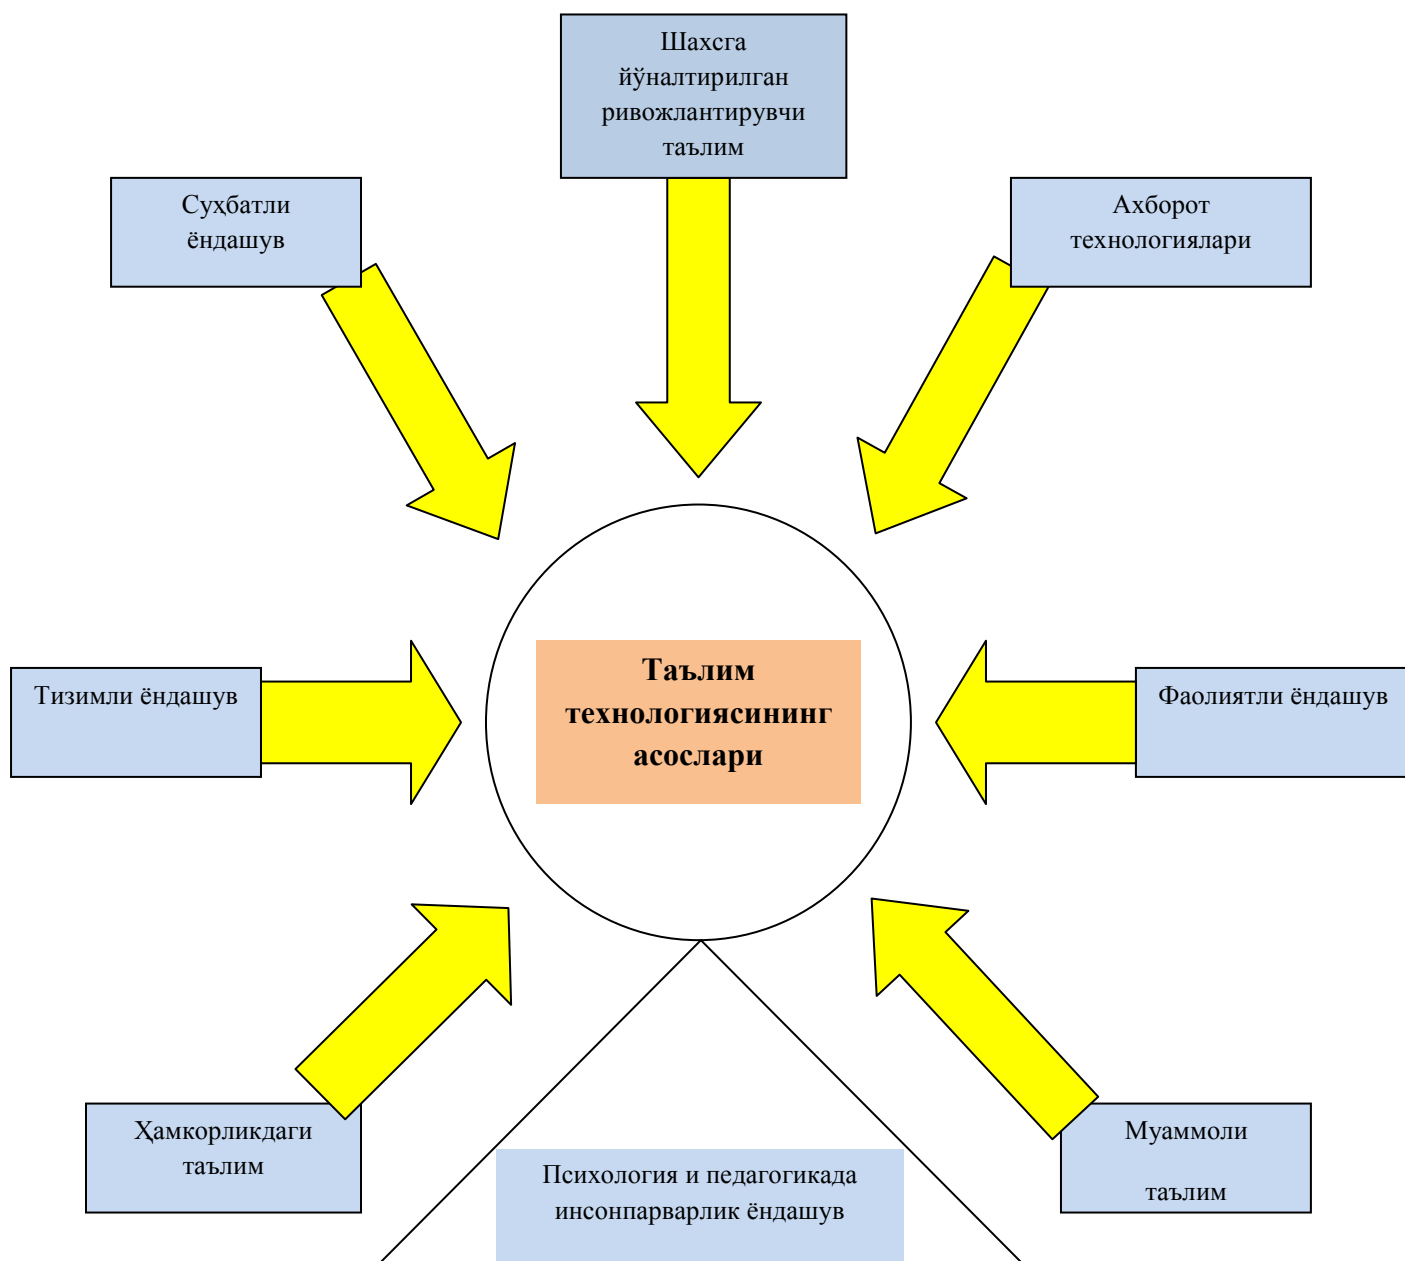 Шахсга
йўналтирилган
ривожлантирувчи
таълим
Суҳбатли
ёндашув
Ахборот
технологиялари
Тизимли ёндашув
Таълим
технологиясининг
асослари
Фаолиятли ёндашув
Ҳамкорликдаги
таълим
Психология и педагогикада
инсонпарварлик ёндашув
Муаммоли
таълим